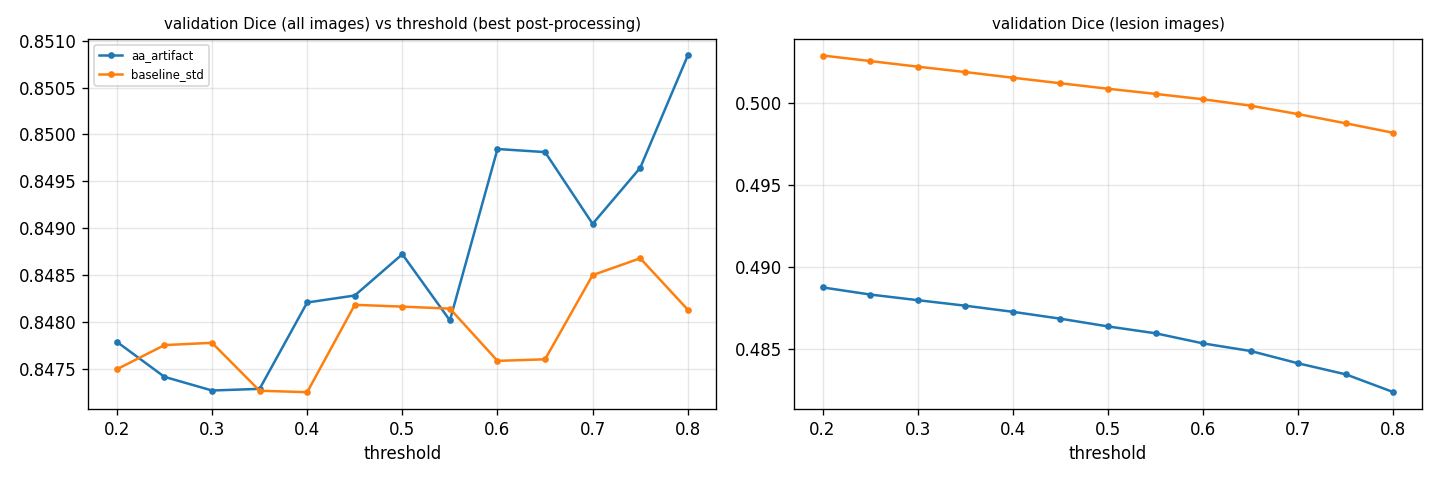 validation Dice (all images) vs threshold (best post-processing)
0.8510
0.8505
0.8500
0.8495
0.8490
0.8485
0.8480
0.8475
aa_artifact
baseline_std
0.2 0.3 0.4 0.5 0.6 0.7 0.8
threshold
validation Dice (lesion images)
0.500
0.495
0.490
0.485
0.2 0.3 0.4 0.5 0.6 0.7 0.8
threshold